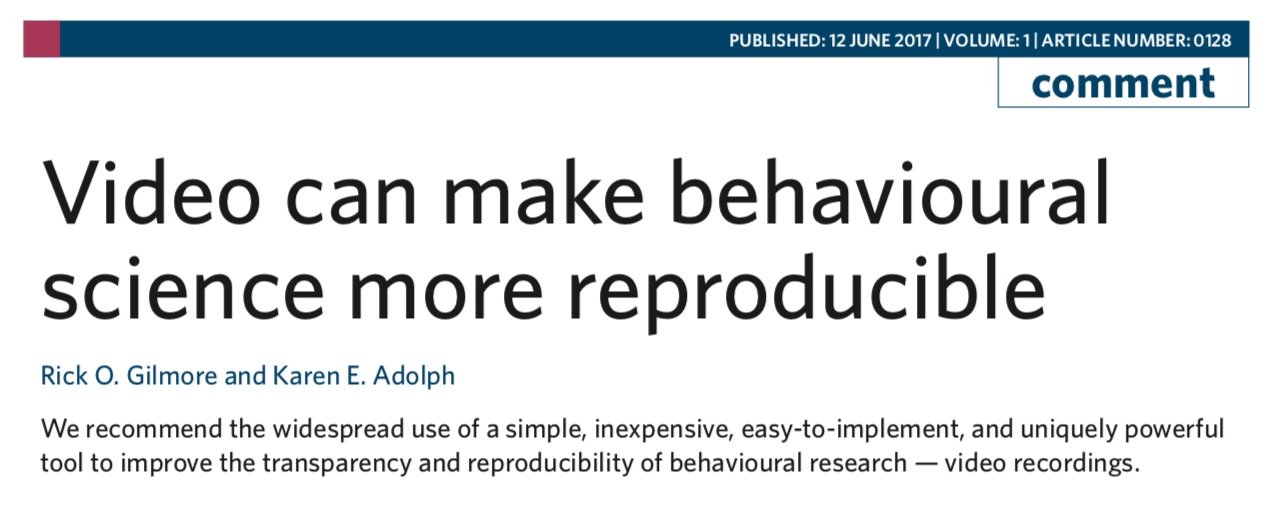 PUBLISHED: 12 JUNE 2017 | VOLUME: 1 | ARTICLE NUMBER: 0128
comment
Video can make behavioural
science more reproducible
Rick O. Gilmore and Karen E. Adolph
We recommend the widespread use of a simple, inexpensive, easy-to-implement, and uniquely powerful
tool to improve the transparency and reproducibility of behavioural research — video recordings.